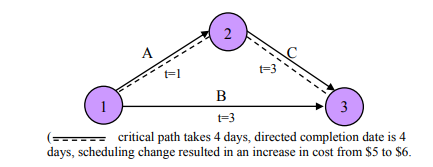 2
A
C
t=1
t=3
B
1
3
t=3
( critical path takes 4 days, directed completion date is 4
days, scheduling change resulted in an increase in cost from $5 to $6.